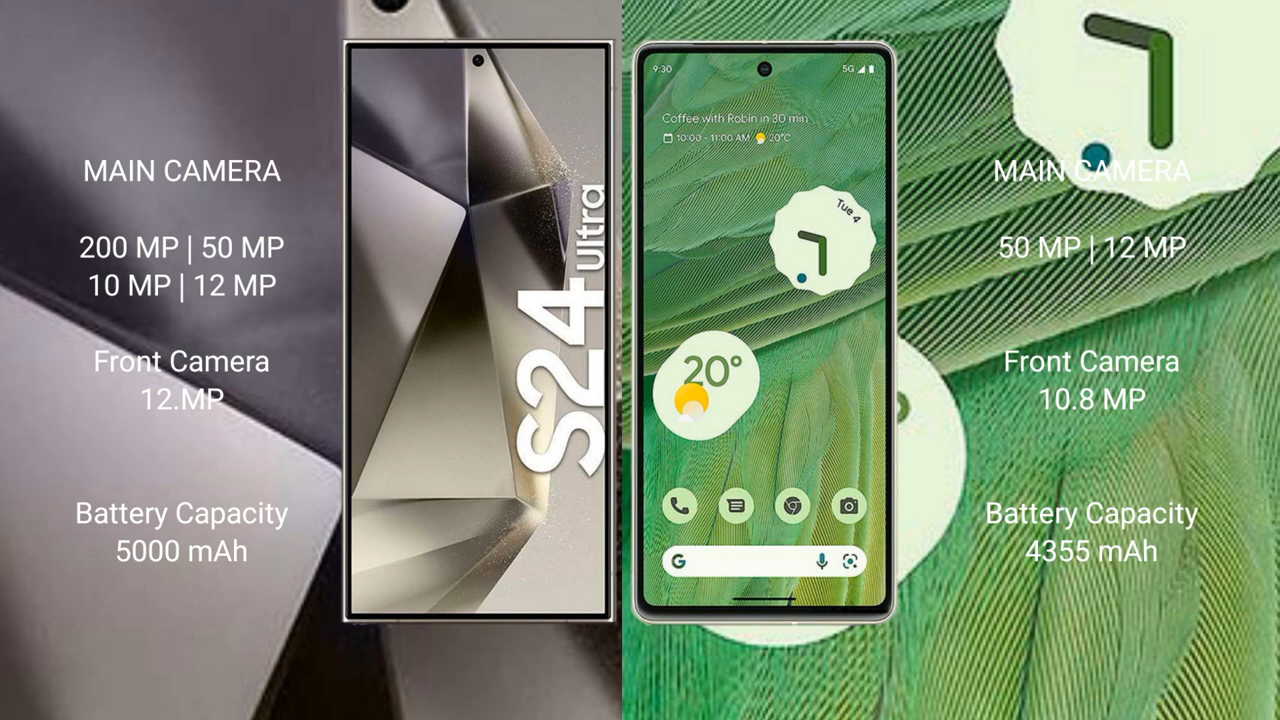 MAIN CAMERA
200 MP | 50 MP
10 MP | 12 MP
Front Camera
12.MP
Battery Capacity
5000 mAh
S24 Ultra
9:30
5G
Coffee with Robin in 30 min
10:00 - 11:00 AM 20°C
Tue 4
20°
G
MAIN CAMERA
50 MP | 12 MP
Front Camera
10.8 MP
Battery Capacity
4355 mAh